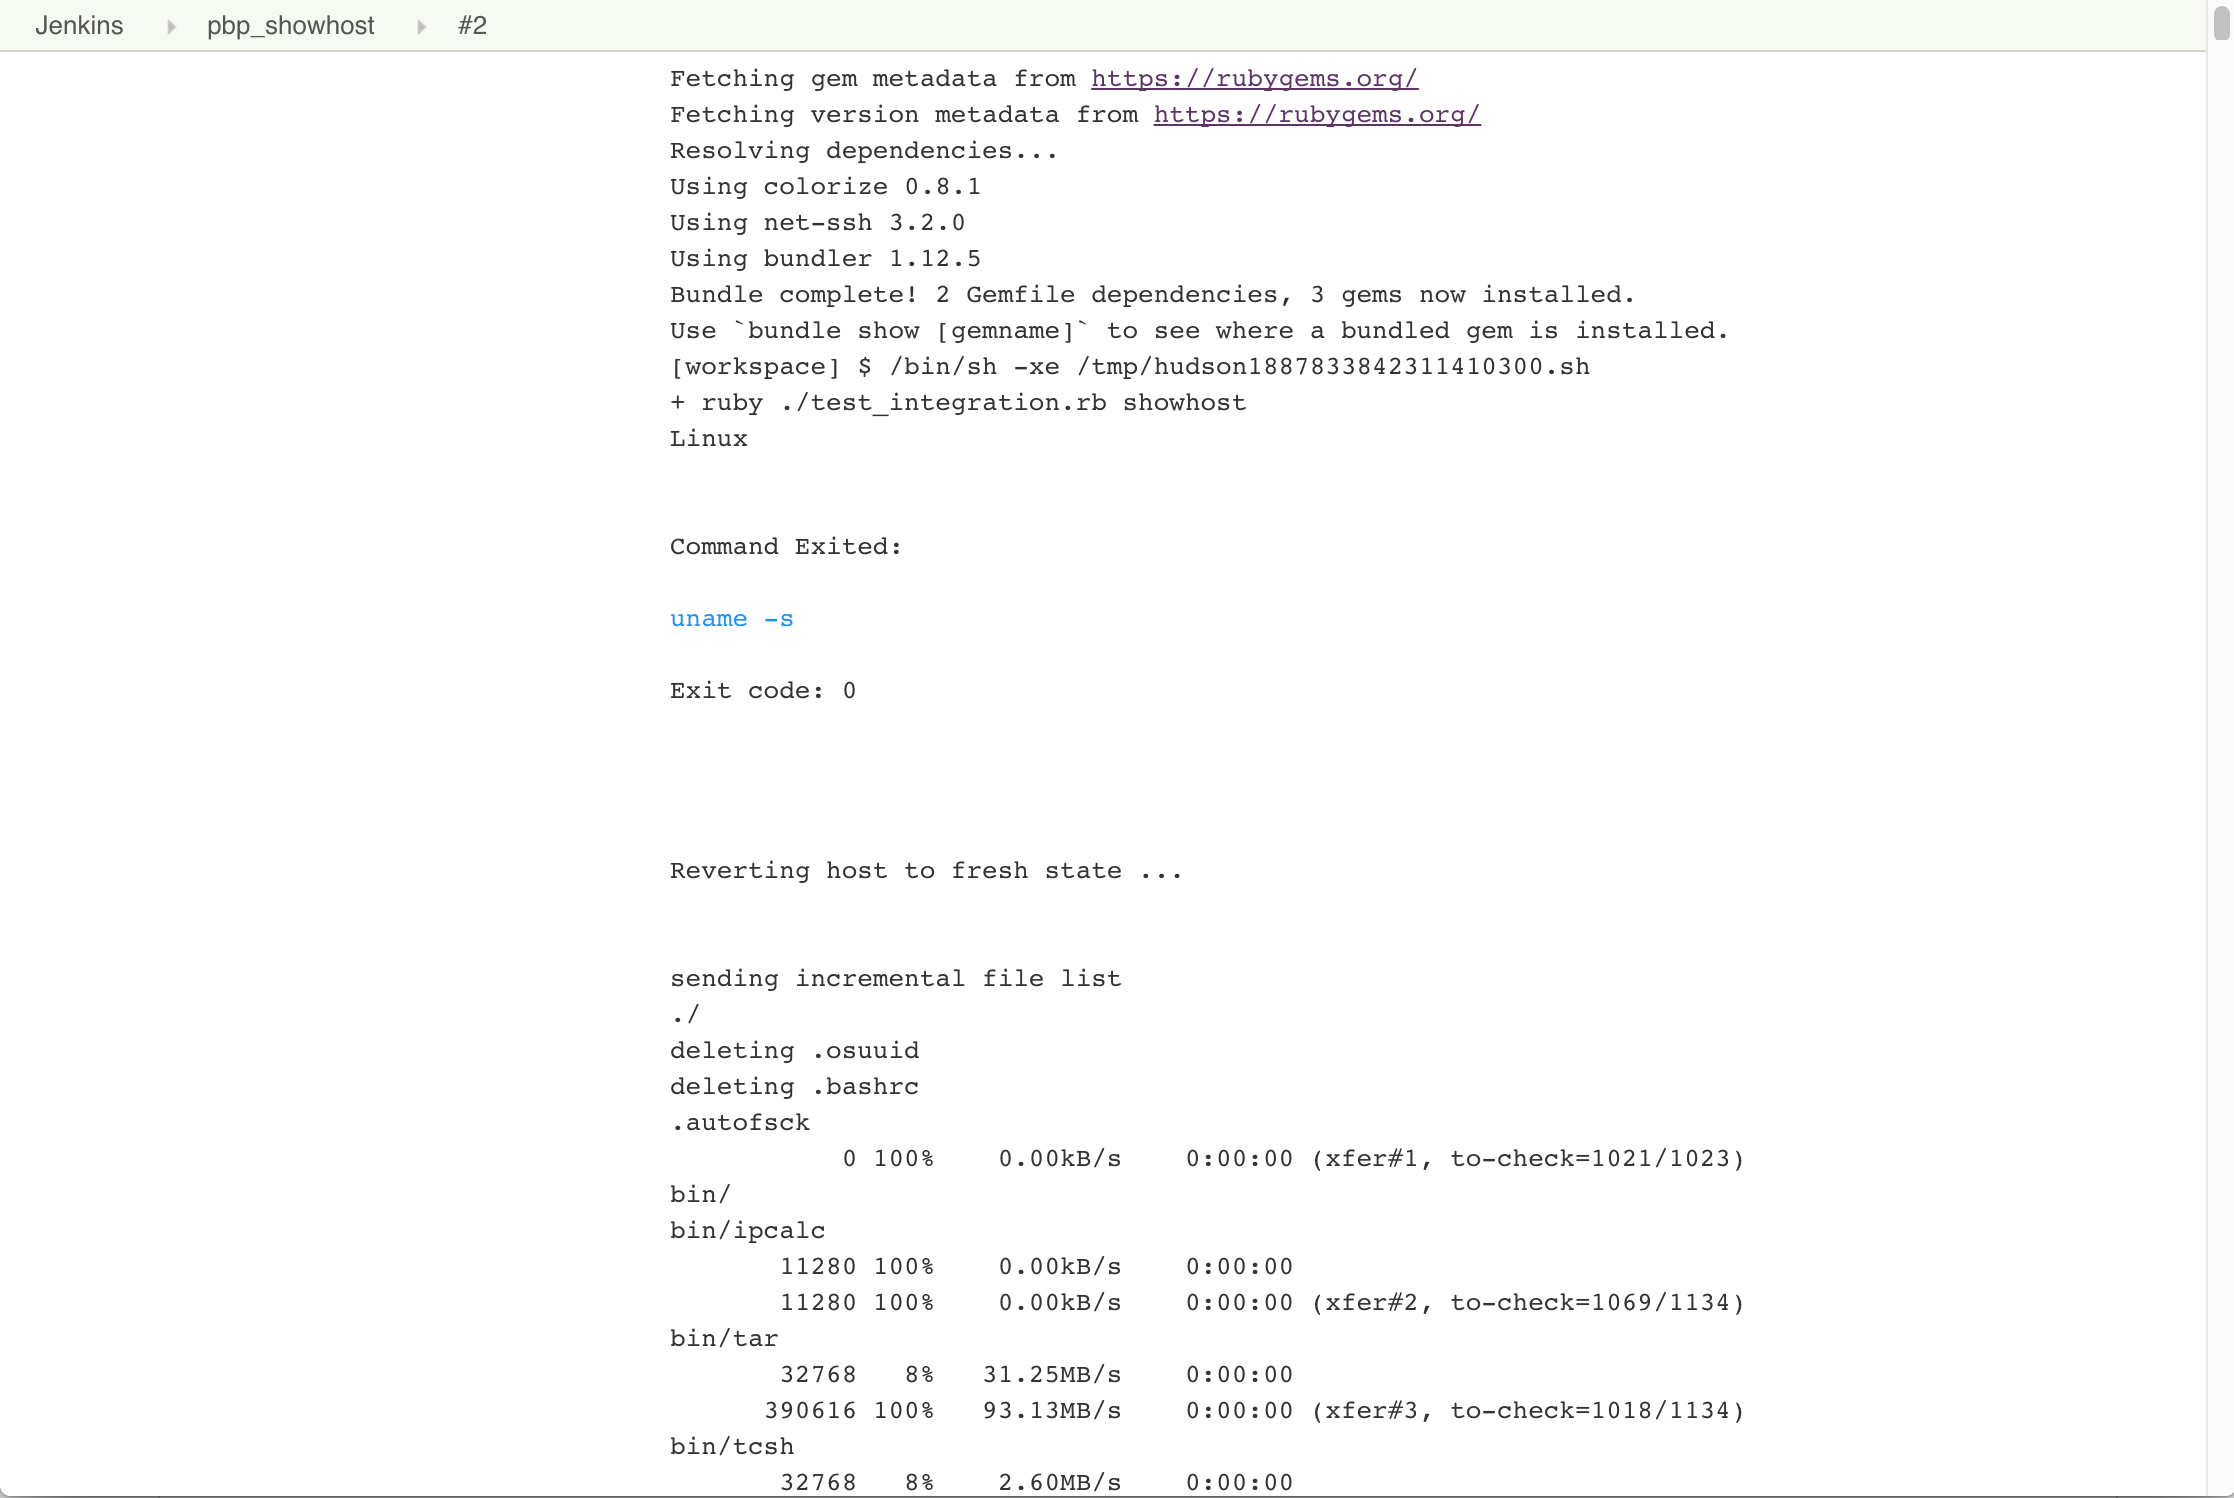 Jenkins pbp_showhost #2
Fetching gem metadata from https://rubygems.org/
Fetching version metadata from https://rubygems.org/
Resolving dependencies...
Using colorize 0.8.1
Using net-ssh 3.2.0
Using bundler 1.12.5
Bundle complete! 2 Gemfile dependencies, 3 gems now installed.
Use `bundle show [gemname]` to see where a bundled gem is installed.
[workspace] $ /bin/sh -xe /tmp/hudson1887833842311410300.sh
+ ruby ./test_integration.rb showhost
Linux
Command Exited:
uname -s
Exit code: 0
Reverting host to fresh state ...
sending incremental file list
./
deleting .osuuid
deleting .bashrc
.autofsck
0 100% 0.00kB/s 0:00:00 (xfer#1, to-check=1021/1023)
bin/
bin/ipcalc
11280 100% 0.00kB/s 0:00:00
11280 100% 0.00kB/s 0:00:00 (xfer#2, to-check=1069/1134)
bin/tar
32768 8% 31.25MB/s 0:00:00
390616 100% 93.13MB/s 0:00:00 (xfer#3, to-check=1018/1134)
bin/tcsh
32768 8% 2.60MB/s 0:00:00